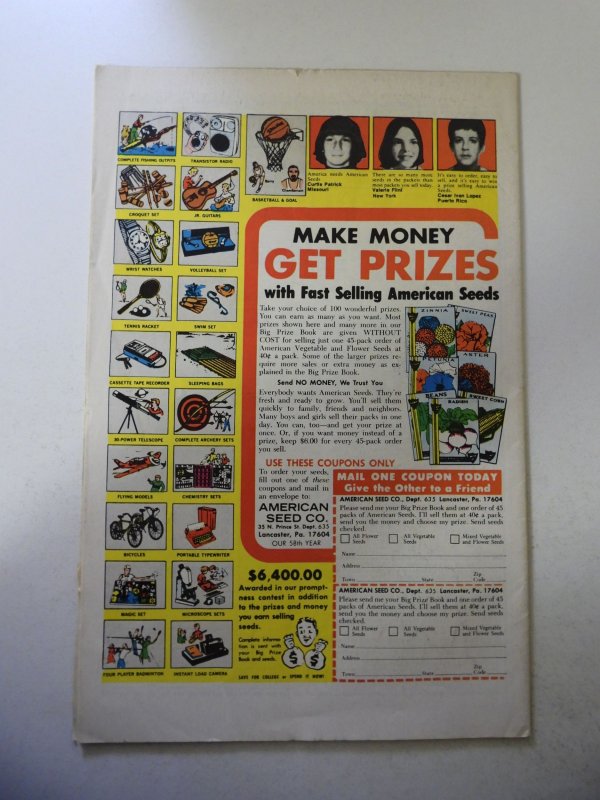 COMPLETE FISHING OUTFITS
TRANSISTOR RADIO
CROQUET SET
JR. GUITARS
WRIST WATCHES
VOLLEYBALL SET
TENNIS RACKET
SWIM SET
CASSETTE TAPE RECORDER
SLEEPING BAGS
30-POWER TELESCOPE
COMPLETE ARCHERY SETS
FLYING MODELS
CHEMISTRY SETS
BICYCLES
PORTABLE TYPEWRITER
MAGIC SET
MICROSCOPE SETS
FOUR PLAYER BADMINTON
INSTANT LOAD CAMERA
BASKETBALL & GOAL
America needs American
Seeds
Curtis Patrick
Missouri
There are so many more
seeds in the packets than
most packets you sell today.
Valerie Flint
New York
It's easy to order, easy to
sell, and it's easy to win
a prize selling American
Seeds.
Cesar Ivan Lopez
Puerto Rico
MAKE MONEY
GET PRIZES
with Fast Selling American Seeds
Take your choice of 100 wonderful prizes.
You can earn as many as you want. Most
prizes shown here and many more in our
Big Prize Book are given WITHOUT
COST for selling just one 45-pack order of
American Vegetable and Flower Seeds at
40¢ a pack. Some of the larger prizes re-
quire more sales or extra money as ex-
plained in the Big Prize Book.
Send NO MONEY, We Trust You
Everybody wants American Seeds. They're
fresh and ready to grow. You'll sell them
quickly to family, friends and neighbors.
Many boys and girls sell their packs in one
day. You can, too—and get your prize at
once. Or, if you want money instead of a
prize, keep $6.00 for every 45-pack order
you sell.
ZINNIA
SWEET PEAS
PETUNIA
ASTER
BEANS
RADISH
SWEET CORN
USE THESE COUPONS ONLY
To order your seeds,
fill out one of these
coupons and mail in
an envelope to:
AMERICAN
SEED CO.
35 N. Prince St. Dept. 635
Lancaster, Pa. 17604
OUR 58th YEAR
$6,400.00
Awarded in our prompt-
ness contest in addition
to the prizes and money
you earn selling
seeds.
Complete informa-
tion is sent with
your Big Prize
Book and seeds.
$ $
SAVE FOR COLLEGE or SPEND IT NOW!
MAIL ONE COUPON TODAY
Give the Other to a Friend
AMERICAN SEED CO., Dept. 635 Lancaster, Pa. 17604
Please send me your Big Prize Book and one order of 45
packs of American Seeds. I'll sell them at 40¢ a pack,
send you the money and choose my prize. Send seeds
checked.
All Flower Seeds
All Vegetable Seeds
Mixed Vegetable and Flower Seeds
Name
Address
Town State Zip Code
AMERICAN SEED CO., Dept. 635 Lancaster, Pa. 17604
Please send me your Big Prize Book and one order of 45
packs of American Seeds. I'll sell them at 40¢ a pack,
send you the money and choose my prize. Send seeds
checked.
All Flower Seeds
All Vegetable Seeds
Mixed Vegetable and Flower Seeds
Name
Address
Town State Zip Code